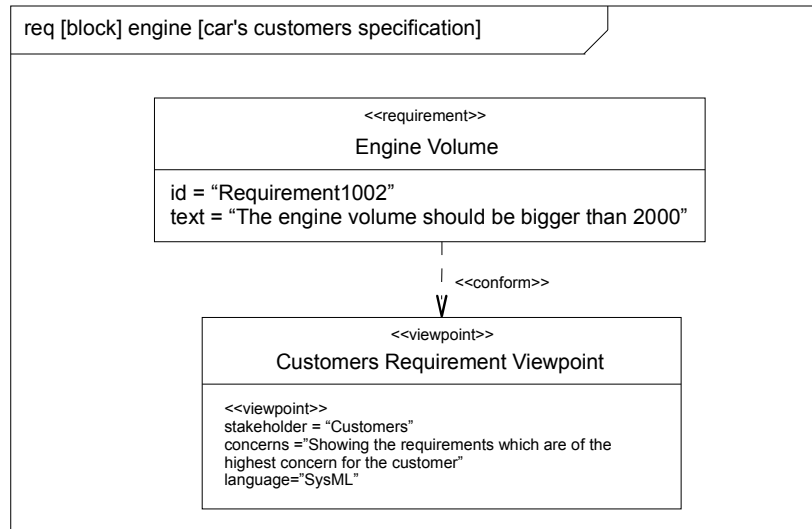 req [block] engine [car's customers specification]
<<requirement>>
Engine Volume
id = “Requirement1002”
text = “The engine volume should be bigger than 2000”
<<conform>>
<<viewpoint>>
Customers Requirement Viewpoint
<<viewpoint>>
stakeholder = “Customers”
concerns =”Showing the requirements which are of the
highest concern for the customer”
language=”SysML”